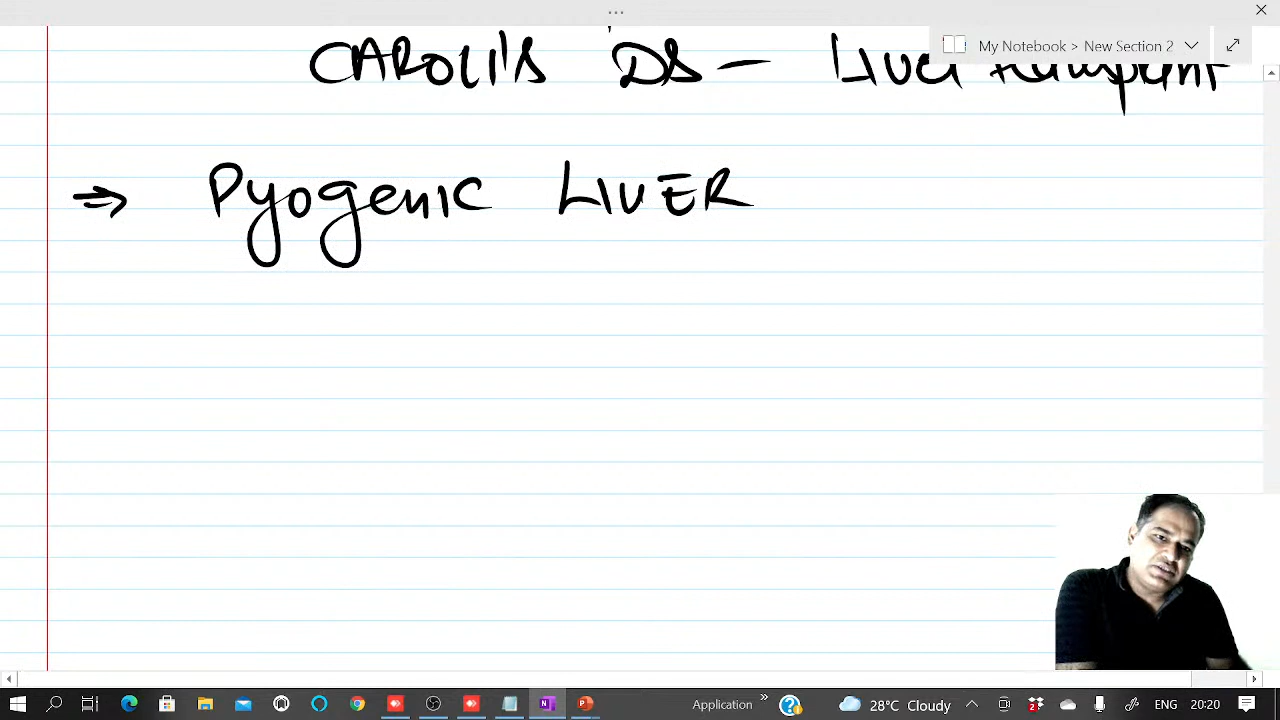 My Notebook > New Section 2
CAROLI'S DS — Liver
⇒ Pyogenic LIVER
Application
28°C Cloudy
ENG 20:20